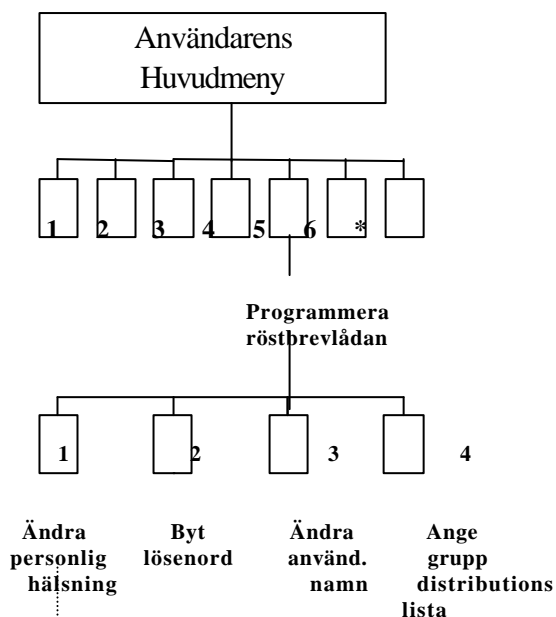 Användarens
Huvudmeny
1 2 3 4 5 6 *
Programmera
röstbrevlådan
1 2 3 4
Ändra
personlig
hälsning
Byt
lösenord
Ändra
använd.
namn
Ange
grupp
distributions
lista